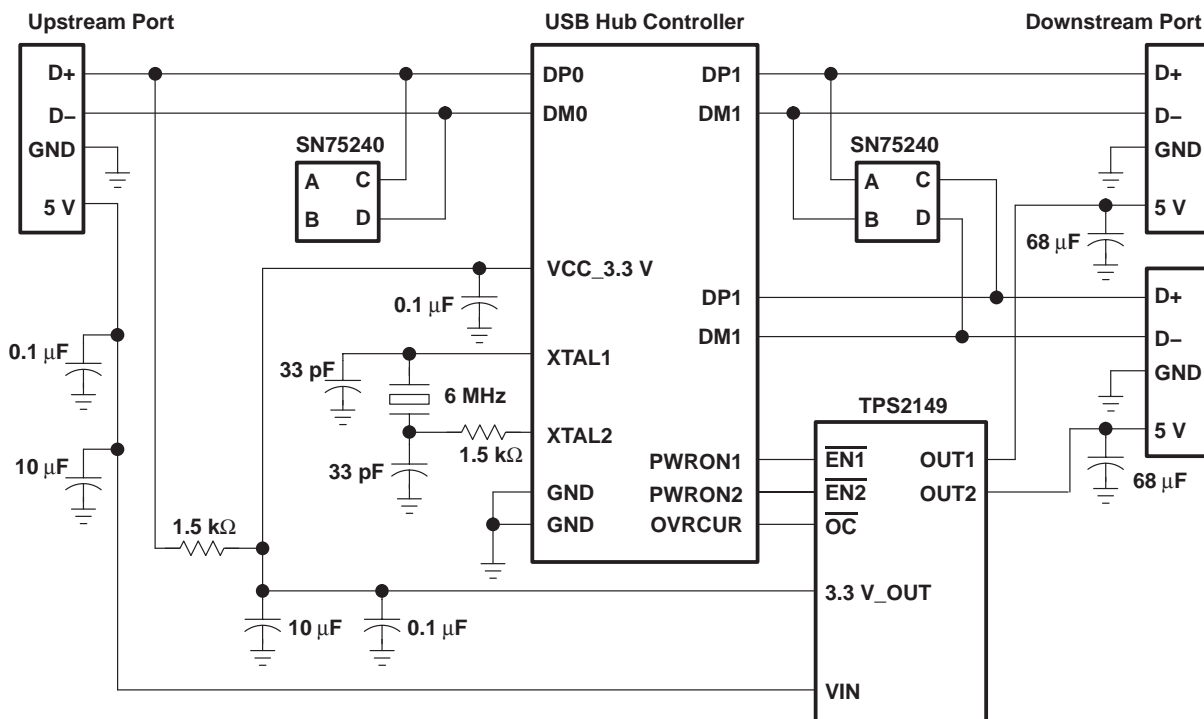 Upstream Port
USB Hub Controller
Downstream Port
D+
D–
GND
5 V
SN75240
A
B
C
D
DP0
DM0
VCC_3.3 V
XTAL1
XTAL2
GND
GND
DP1
DM1
DP1
DM1
PWRON1
PWRON2
OVRCUR
SN75240
A
B
C
D
D+
D–
GND
5 V
68 μF
D+
D–
GND
5 V
68 μF
0.1 μF
10 μF
0.1 μF
33 pF
6 MHz
1.5 kΩ
33 pF
1.5 kΩ
10 μF
0.1 μF
TPS2149
EN1
EN2
OC
OUT1
OUT2
3.3 V_OUT
VIN